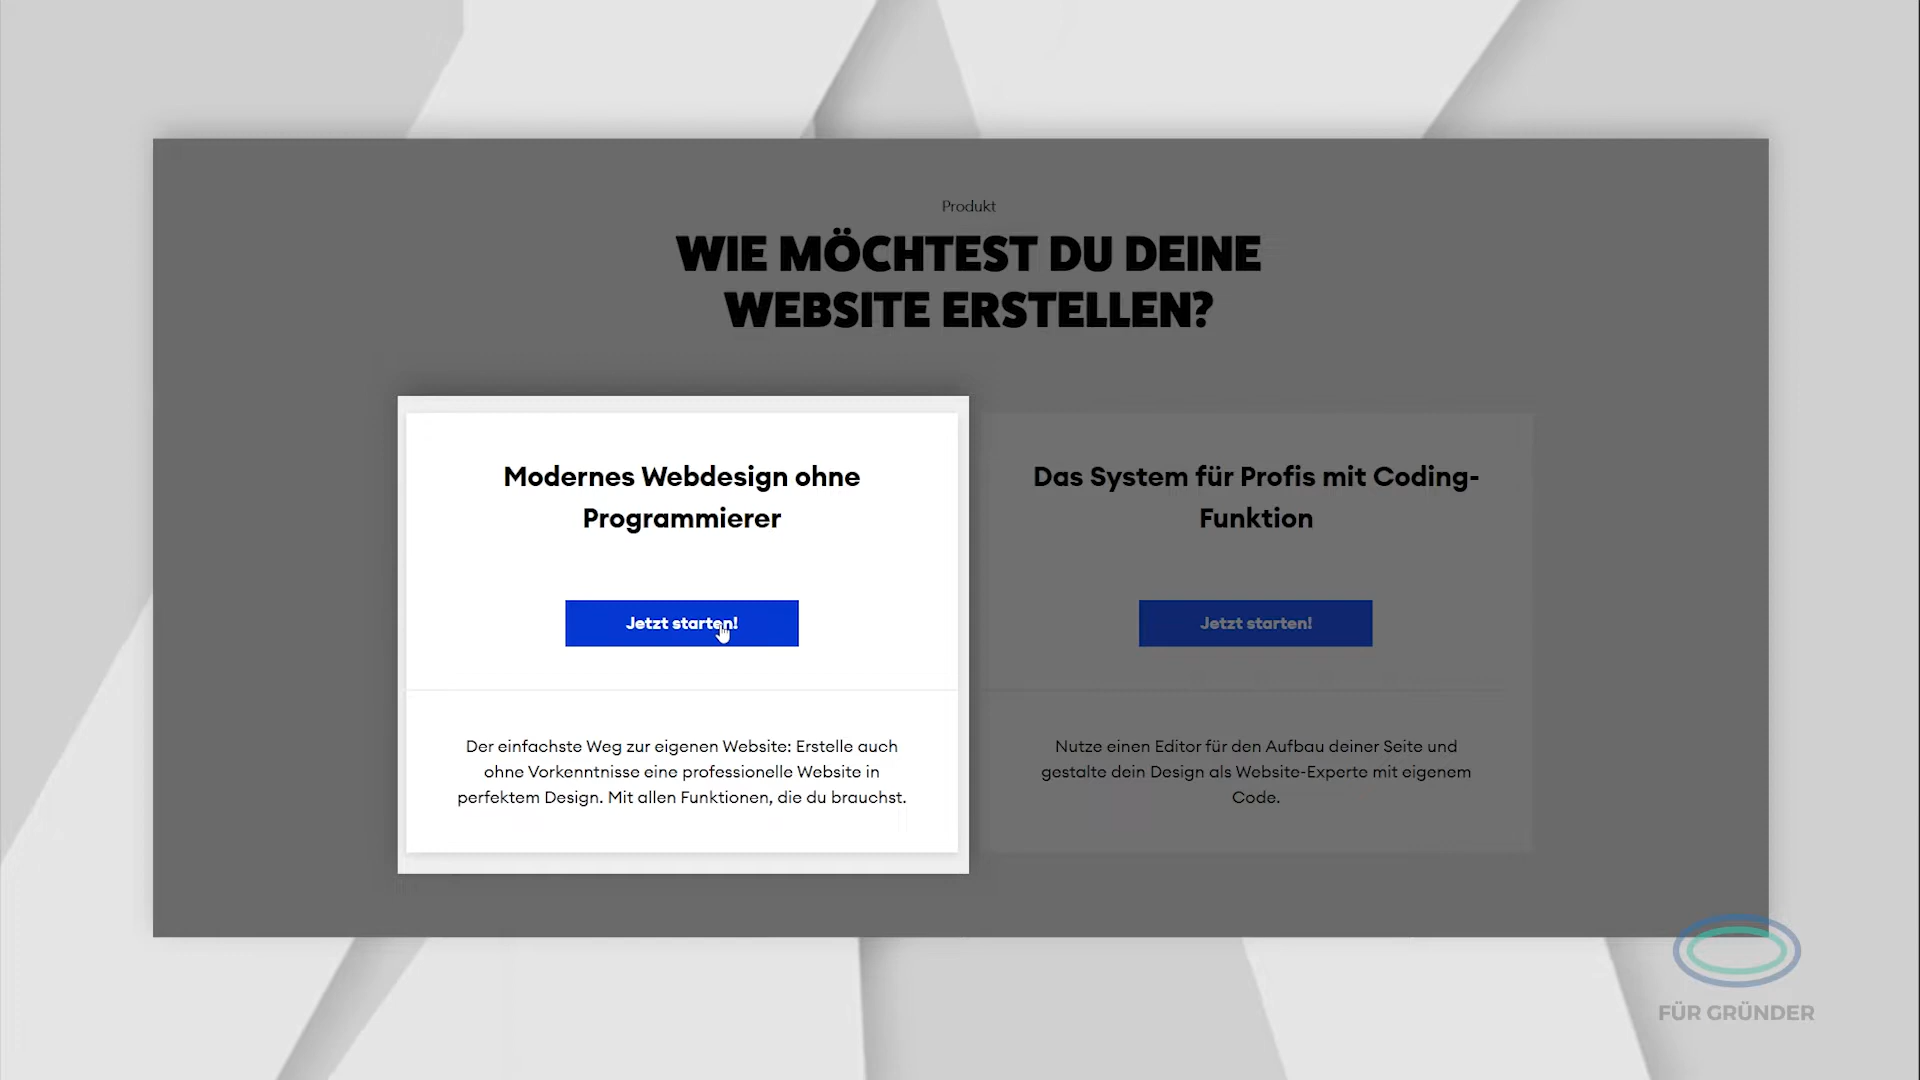 Produkt
WIE MÖCHTEST DU DEINE
WEBSITE ERSTELLEN?
Modernes Webdesign ohne
Programmierer
Jetzt starten!
Der einfachste Weg zur eigenen Website: Erstelle auch
ohne Vorkenntnisse eine professionelle Website in
perfektem Design. Mit allen Funktionen, die du brauchst.
Das System für Profis mit Coding-
Funktion
Jetzt starten!
Nutze einen Editor für den Aufbau deiner Seite und
gestalte dein Design als Website-Experte mit eigenem
Code.
FÜR GRÜNDER